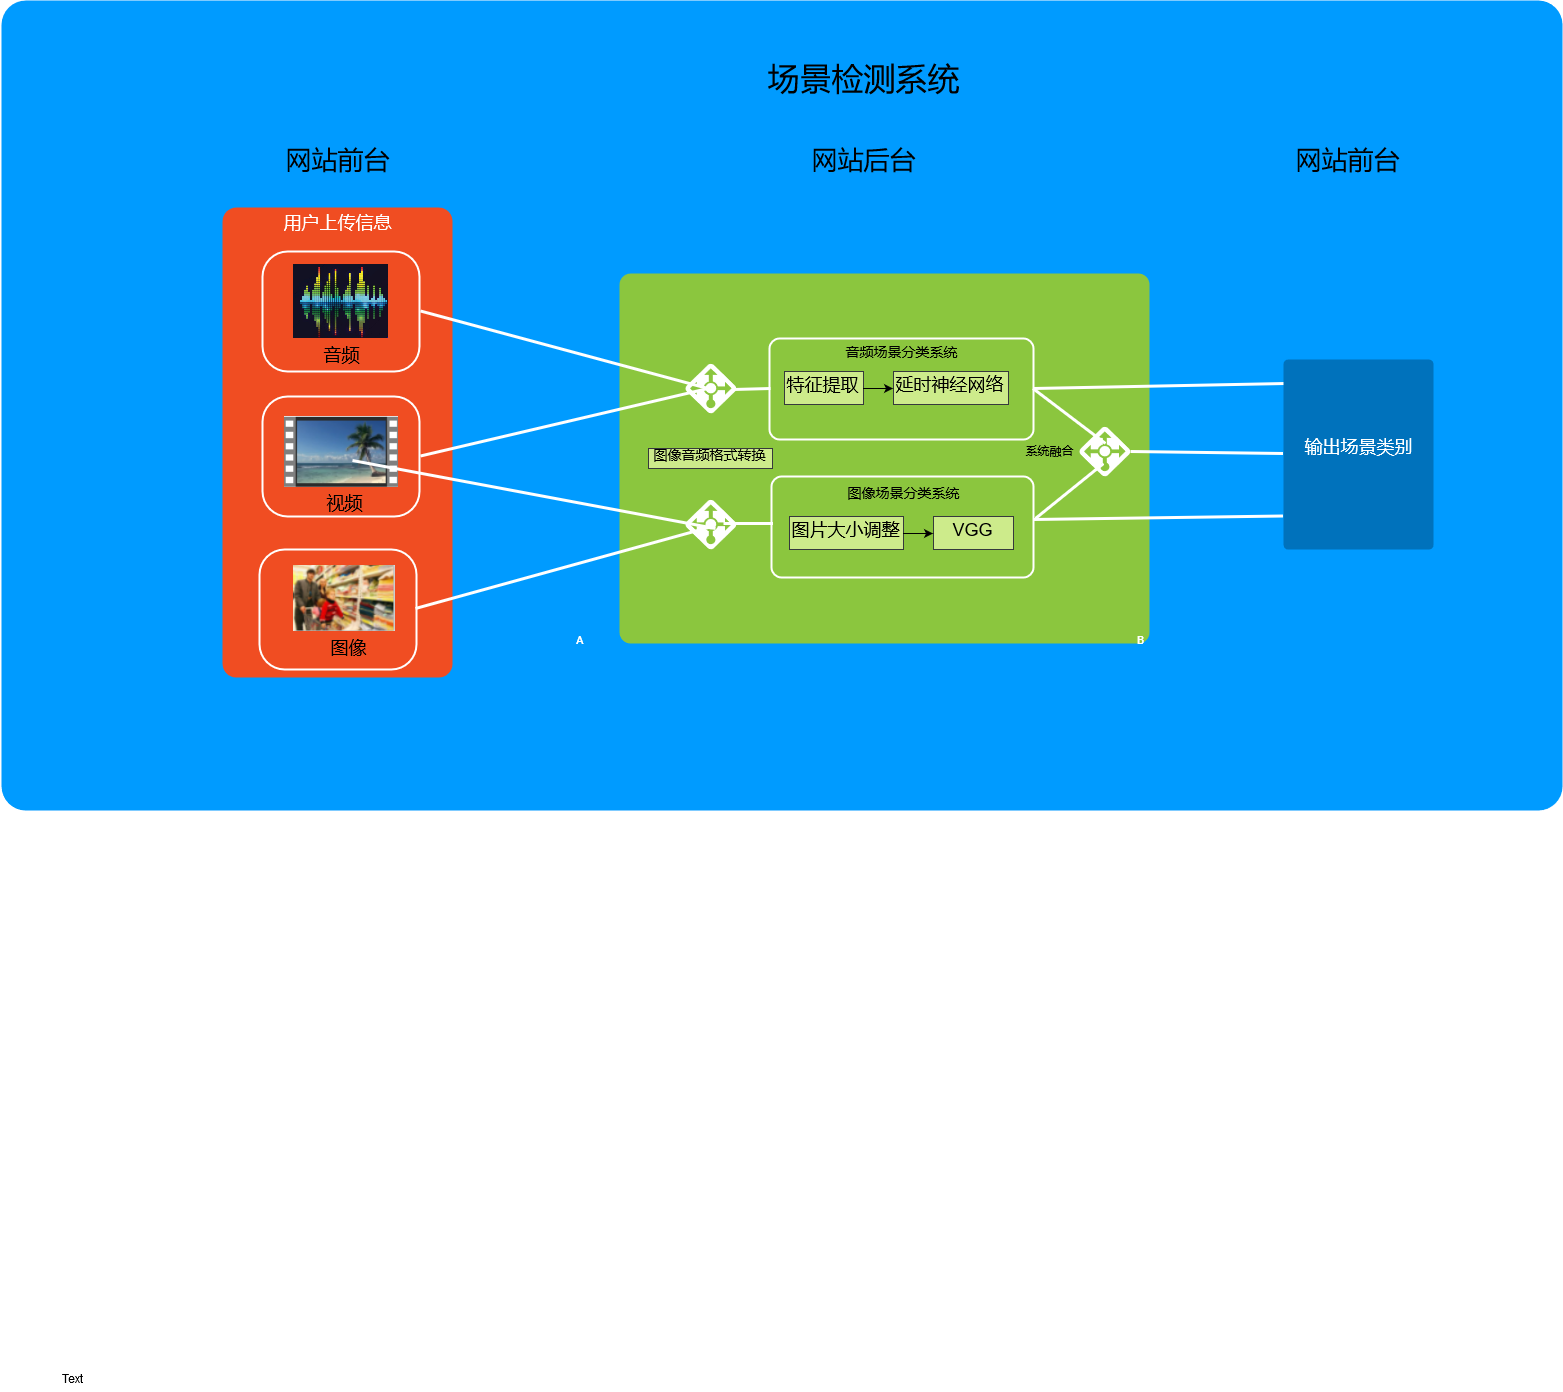 场景检测系统
网站前台
网站后台
网站前台
用户上传信息
音频
视频
图像
音频场景分类系统
特征提取
延时神经网络
图像音频格式转换
系统融合
图像场景分类系统
图片大小调整
VGG
A
B
输出场景类别
Text